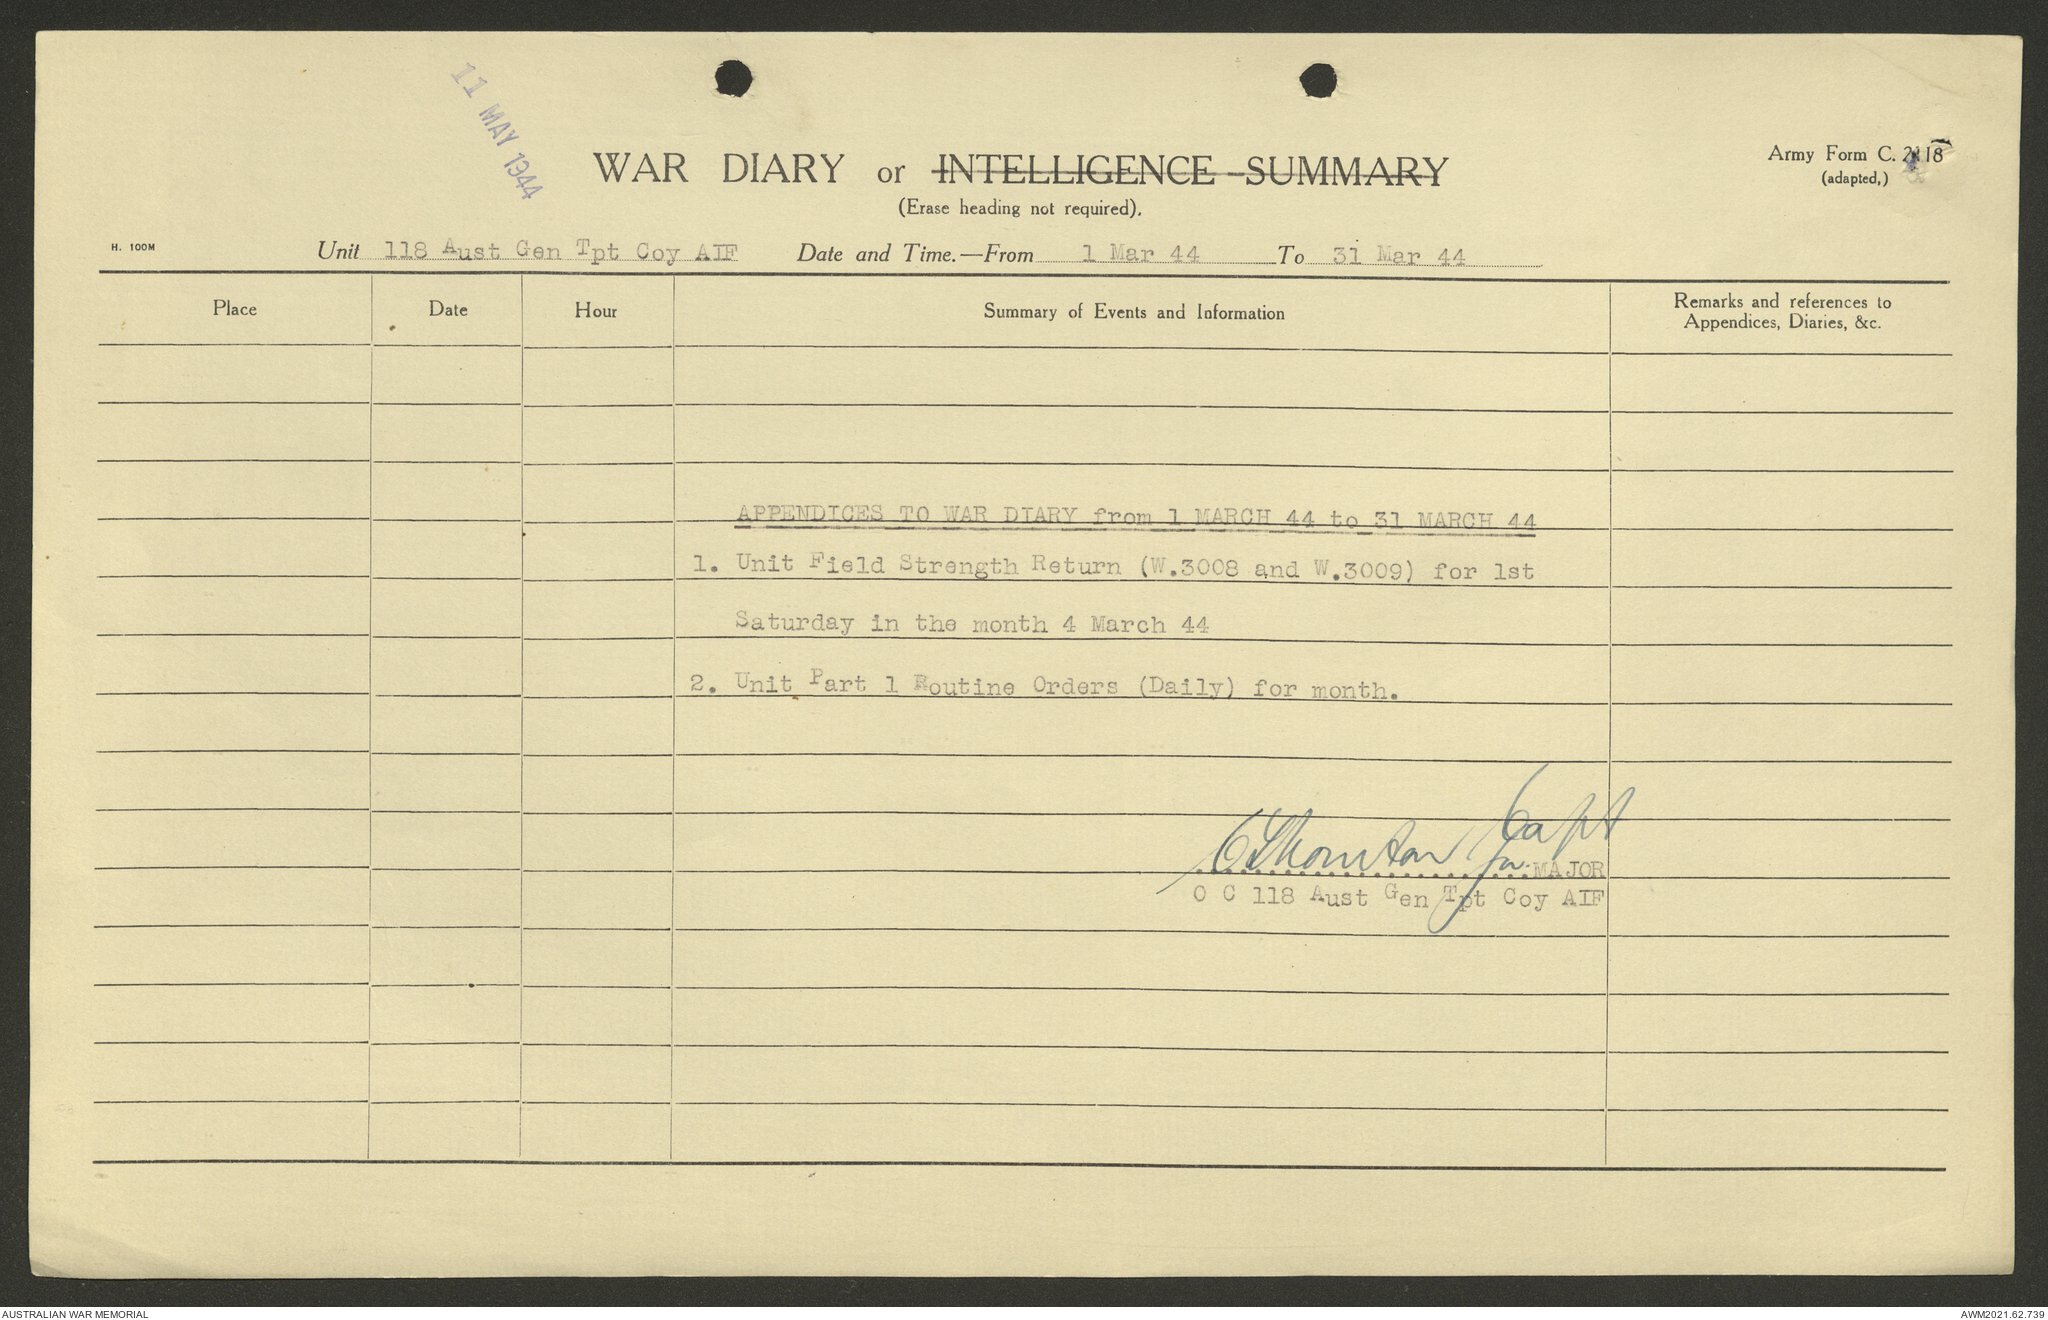 11 MAY 1944
WAR DIARY or INTELLIGENCE SUMMARY
(Erase heading not required).
Army Form C. 2118
(adapted,)
H. 100M
Unit 118 Aust Gen Tpt Coy AIF Date and Time.—From 1 Mar 44 To 31 Mar 44
Place Date Hour Summary of Events and Information Remarks and references to
Appendices, Diaries, &c.
APPENDICES TO WAR DIARY from 1 MARCH 44 to 31 MARCH 44
1. Unit Field Strength Return (W.3008 and W.3009) for 1st
Saturday in the month 4 March 44
2. Unit Part 1 Routine Orders (Daily) for month.
Thornton Capt
for MAJOR
O C 118 Aust Gen Tpt Coy AIF
AUSTRALIAN WAR MEMORIAL
AWM2021.62.739